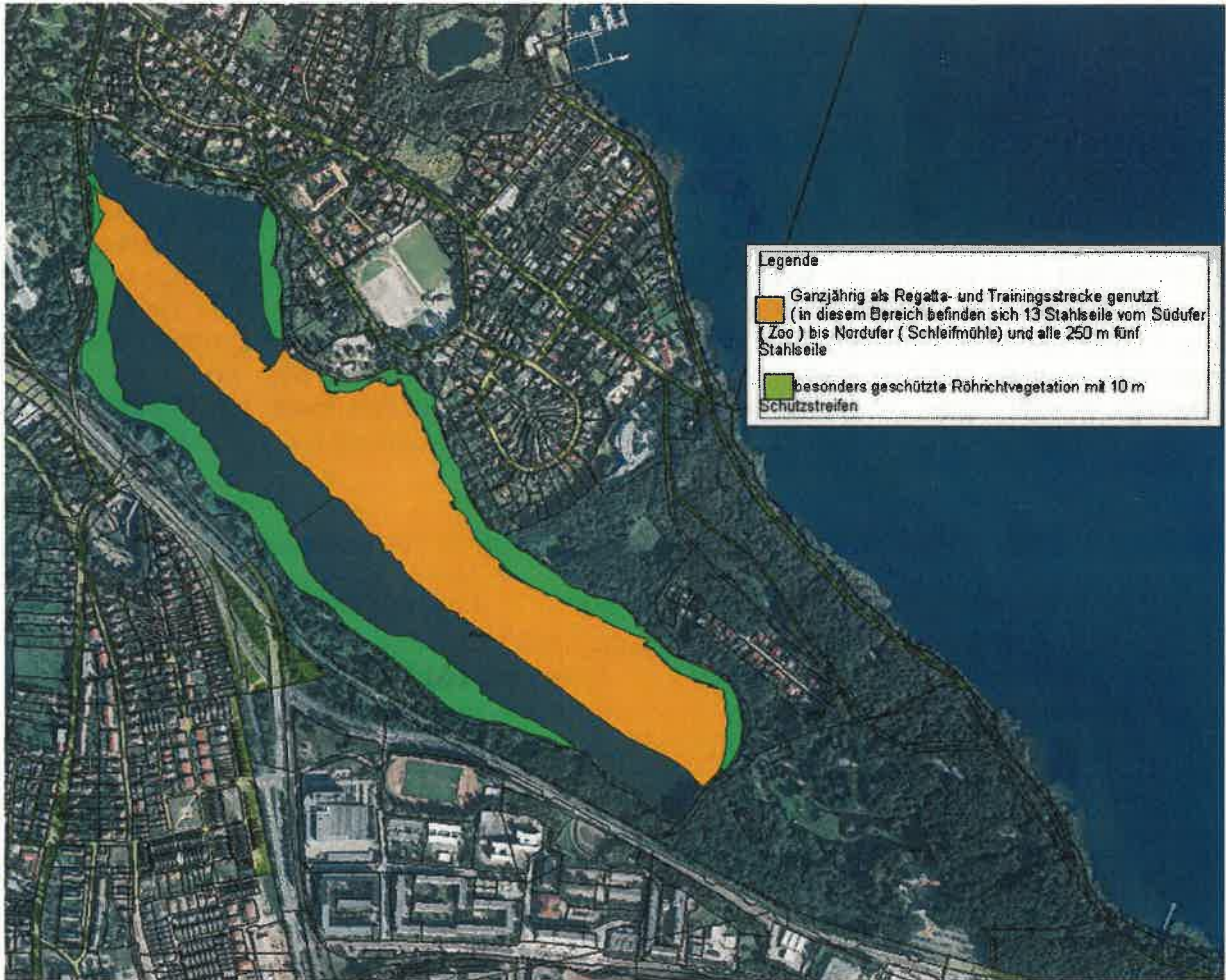 Legende
Ganzjährig als Regatta- und Trainingsstrecke genutzt
( in diesem Bereich befinden sich 13 Stahlseile vom Südufer
( Zoo ) bis Nordufer ( Schleifmühle) und alle 250 m fünf
Stahlseile
besonders geschützte Röhrichtvegetation mit 10 m
Schutzstreifen